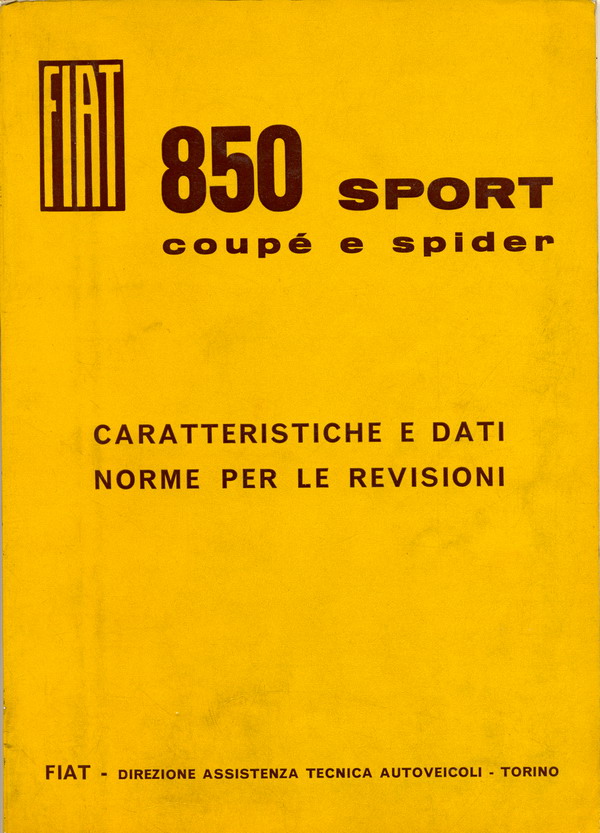 FIAT
850 SPORT
coupé e spider
CARATTERISTICHE E DATI
NORME PER LE REVISIONI
FIAT - DIREZIONE ASSISTENZA TECNICA AUTOVEICOLI - TORINO